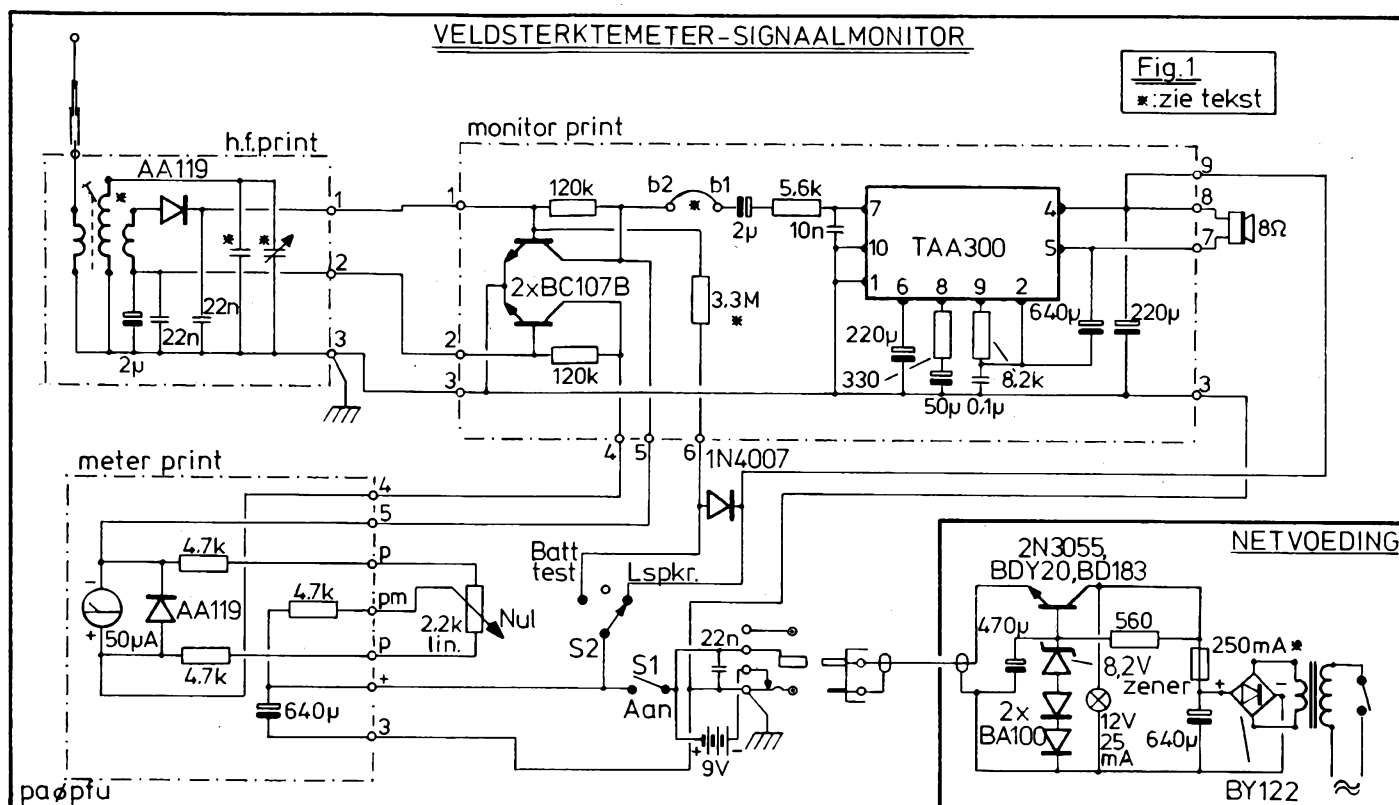 VELDSTERKTEMETER-SIGNAALMONITOR
Fig.1
*:zie tekst
h.f.print
AA119
*
*
*
22n
22n
2µ
1
2
3
monitor print
1
2
3
120k
2xBC107B
120k
b2
b1
*
2µ
5,6k
10n
3.3M
*
TAA300
7
10
1
6
8
9
2
4
5
220µ
330
50µ
0,1µ
8.2k
640µ
220µ
9
8
7
8Ω
3
4
5
6
1N4007
meter print
4
5
p
pm
p
+
3
4.7k
4.7k
4.7k
-
+
50µA
AA119
640µ
2.2k
lin.
Nul
Batt
test
Lspkr.
S2
S1
Aan
22n
+
-
9V
NETVOEDING
2N3055,
BDY20,BD183
470µ
560
8,2V
zener
2x
BA100
12V
25
mA
250mA*
+
-
640µ
BY122
≈
paøpfu